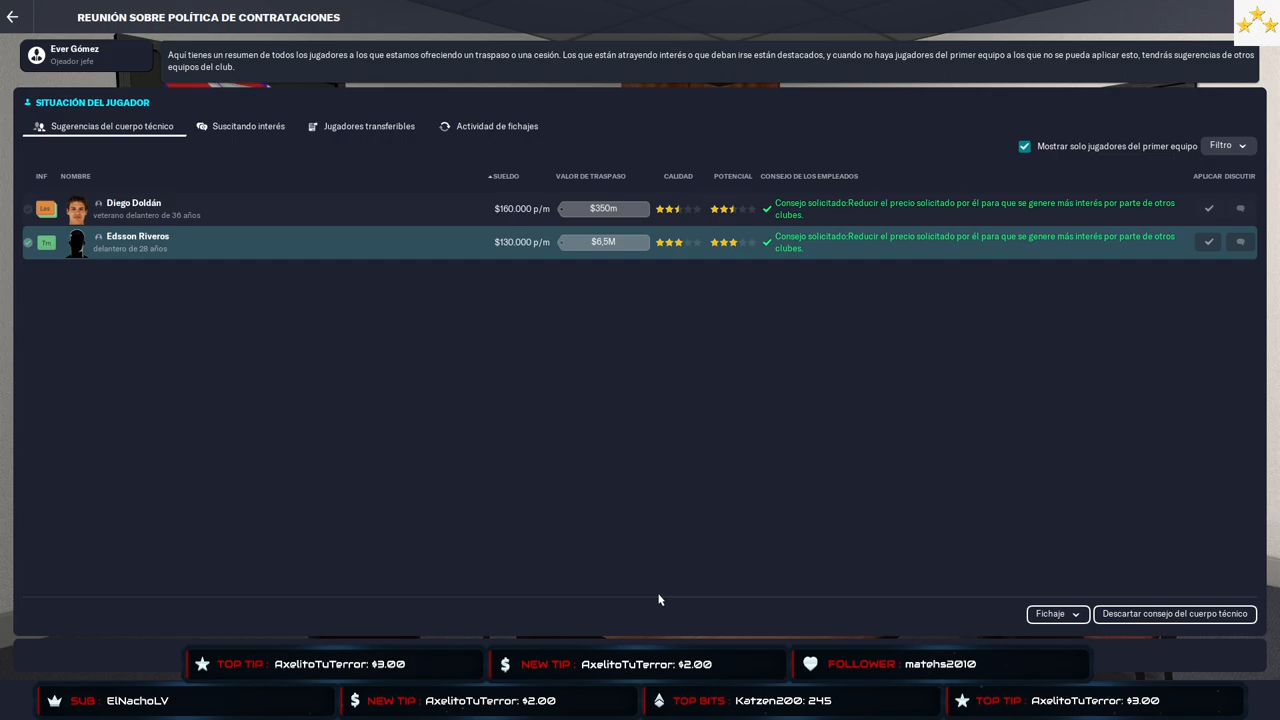 REUNIÓN SOBRE POLÍTICA DE CONTRATACIONES
Ever Gómez
Ojeador jefe
Aquí tienes un resumen de todos los jugadores a los que estamos ofreciendo un traspaso o una cesión. Los que están atrayendo interés o que deban irse están destacados, y cuando no haya jugadores del primer equipo a los que no se pueda aplicar esto, tendrás sugerencias de otros
equipos del club.
SITUACIÓN DEL JUGADOR
Sugerencias del cuerpo técnico
Suscitando interés
Jugadores transferibles
Actividad de fichajes
Mostrar solo jugadores del primer equipo
Filtro
INF NOMBRE SUELDO VALOR DE TRASPASO CALIDAD POTENCIAL CONSEJO DE LOS EMPLEADOS APLICAR DISCUTIR
Les Diego Doldán
veterano delantero de 36 años
$160.000 p/m $350m
Consejo solicitado:Reducir el precio solicitado por él para que se genere más interés por parte de otros
clubes.
Tm Edsson Riveros
delantero de 28 años
$130.000 p/m $6,5M
Consejo solicitado:Reducir el precio solicitado por él para que se genere más interés por parte de otros
clubes.
Fichaje
Descartar consejo del cuerpo técnico
TOP TIP : AxelitoTuTerror: $3.00
NEW TIP : AxelitoTuTerror: $2.00
FOLLOWER : matehs2010
SUB : ElNachoLV
NEW TIP : AxelitoTuTerror: $2.00
TOP BITS : Katzen200: 245
TOP TIP : AxelitoTuTerror: $3.00